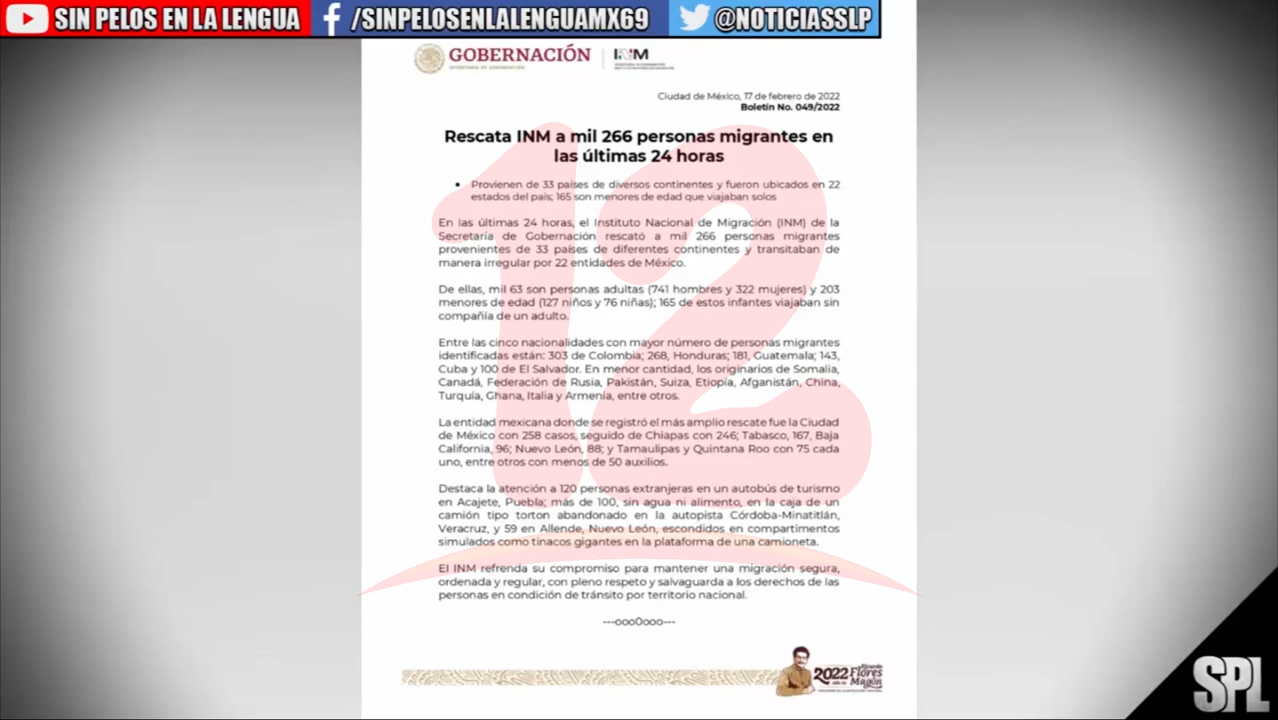 SIN PELOS EN LA LENGUA
/SINPELOSENLALENGUAMX69
@NOTICIASSLP
GOBERNACIÓN
SECRETARÍA DE GOBERNACIÓN
INM
Ciudad de México, 17 de febrero de 2022
Boletín No. 049/2022
Rescata INM a mil 266 personas migrantes en
las últimas 24 horas
• Provienen de 33 países de diversos continentes y fueron ubicados en 22
estados del país; 165 son menores de edad que viajaban solos
En las últimas 24 horas, el Instituto Nacional de Migración (INM) de la
Secretaría de Gobernación rescató a mil 266 personas migrantes
provenientes de 33 países de diferentes continentes y transitaban de
manera irregular por 22 entidades de México.
De ellas, mil 63 son personas adultas (741 hombres y 322 mujeres) y 203
menores de edad (127 niños y 76 niñas); 165 de estos infantes viajaban sin
compañía de un adulto.
Entre las cinco nacionalidades con mayor número de personas migrantes
identificadas están: 303 de Colombia; 268, Honduras; 181, Guatemala; 143,
Cuba y 100 de El Salvador. En menor cantidad, los originarios de Somalia,
Canadá, Federación de Rusia, Pakistán, Suiza, Etiopía, Afganistán, China,
Turquía, Ghana, Italia y Armenia, entre otros.
La entidad mexicana donde se registró el más amplio rescate fue la Ciudad
de México con 258 casos, seguido de Chiapas con 246; Tabasco, 167, Baja
California, 96; Nuevo León, 88; y Tamaulipas y Quintana Roo con 75 cada
uno, entre otros con menos de 50 auxilios.
Destaca la atención a 120 personas extranjeras en un autobús de turismo
en Acajete, Puebla; más de 100, sin agua ni alimento, en la caja de un
camión tipo torton abandonado en la autopista Córdoba-Minatitlán,
Veracruz, y 59 en Allende, Nuevo León, escondidos en compartimentos
simulados como tinacos gigantes en la plataforma de una camioneta.
El INM refrenda su compromiso para mantener una migración segura,
ordenada y regular, con pleno respeto y salvaguarda a los derechos de las
personas en condición de tránsito por territorio nacional.
---ooo0ooo---
12
2022 Ricardo
Flores
Magón
SPL